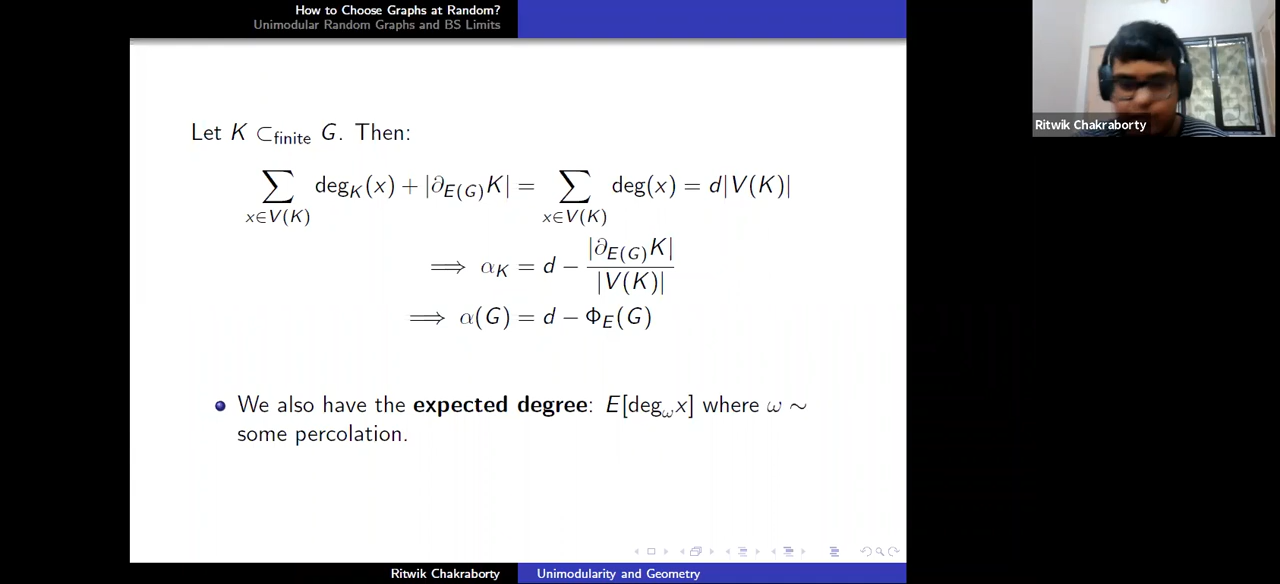 How to Choose Graphs at Random?
Unimodular Random Graphs and BS Limits
Ritwik Chakraborty
Let K ⊂finite G. Then:
∑x∈V(K) degK(x) + |∂E(G)K| = ∑x∈V(K) deg(x) = d|V(K)|
⟹ αK = d − |∂E(G)K| / |V(K)|
⟹ α(G) = d − ΦE(G)
We also have the expected degree: E[degωx] where ω ∼
some percolation.
Ritwik Chakraborty
Unimodularity and Geometry